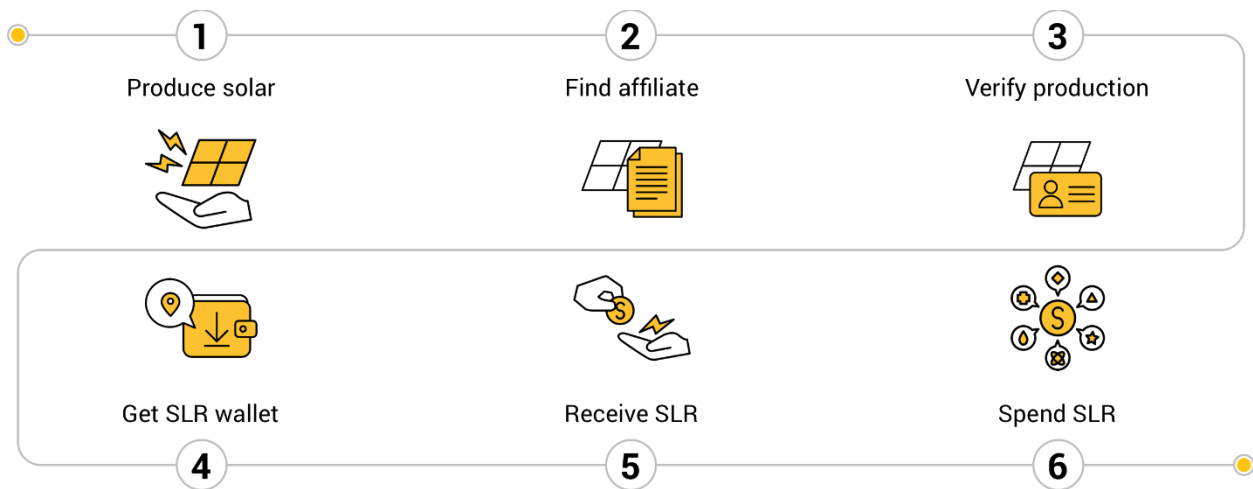 1
Produce solar
2
Find affiliate
3
Verify production
Get SLR wallet
4
S
Receive SLR
5
S
Spend SLR
6